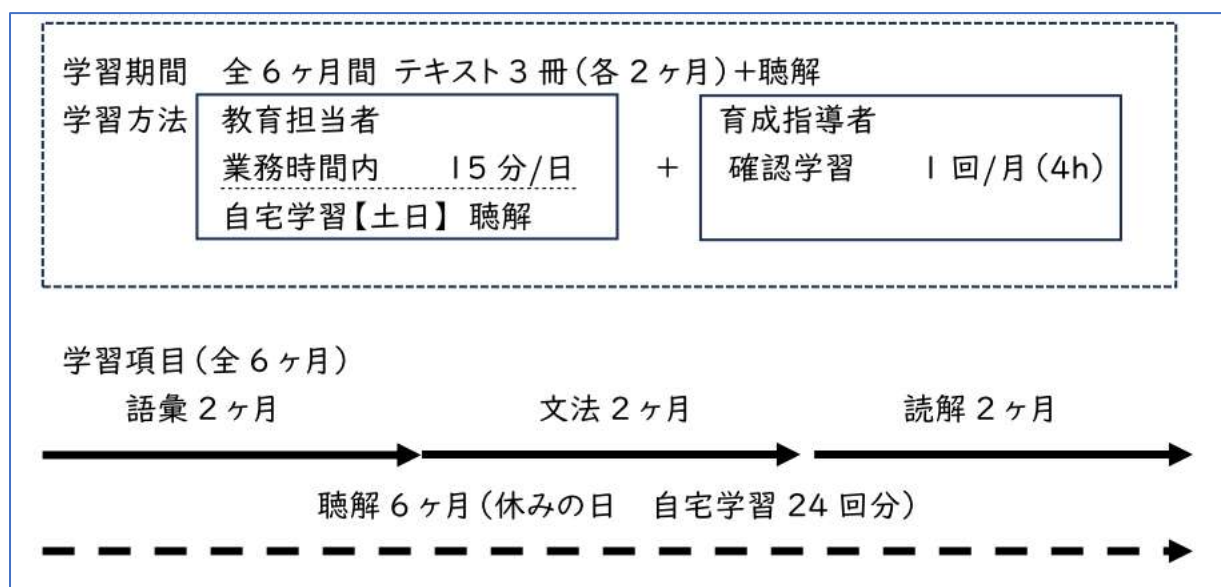 学習期間 全6ヶ月間 テキスト3冊(各2ヶ月)+聴解
学習方法 教育担当者 育成指導者
業務時間内 15分/日 + 確認学習 1回/月(4h)
自宅学習【土日】 聴解
学習項目(全6ヶ月)
語彙2ヶ月 文法2ヶ月 読解2ヶ月
聴解6ヶ月(休みの日 自宅学習24回分)